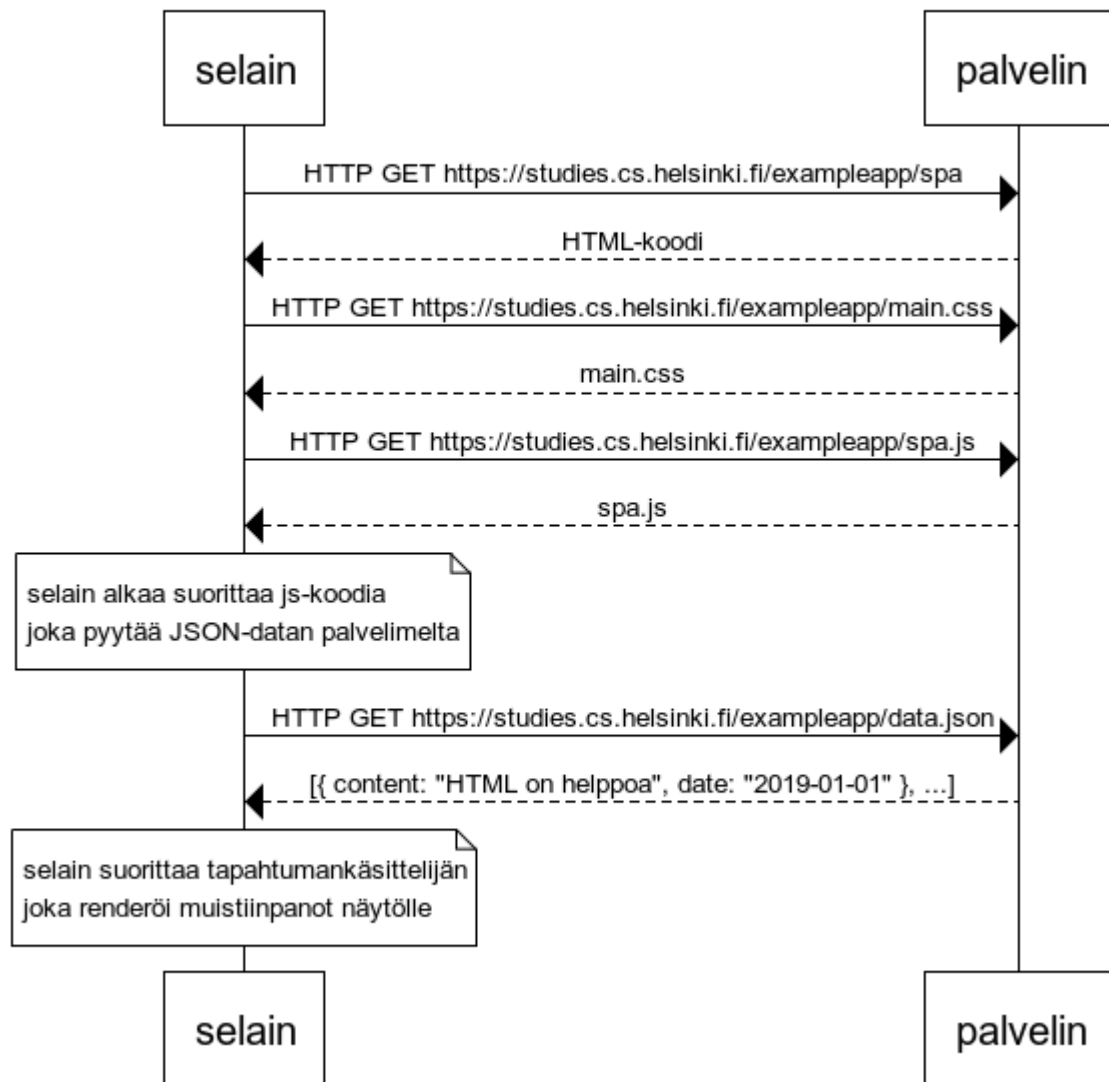 selain
palvelin
HTTP GET https://studies.cs.helsinki.fi/exampleapp/spa
HTML-koodi
HTTP GET https://studies.cs.helsinki.fi/exampleapp/main.css
main.css
HTTP GET https://studies.cs.helsinki.fi/exampleapp/spa.js
spa.js
selain alkaa suorittaa js-koodia
joka pyytää JSON-datan palvelimelta
HTTP GET https://studies.cs.helsinki.fi/exampleapp/data.json
[{ content: "HTML on helppoa", date: "2019-01-01" }, ...]
selain suorittaa tapahtumankäsittelijän
joka renderöi muistiinpanot näytölle
selain
palvelin